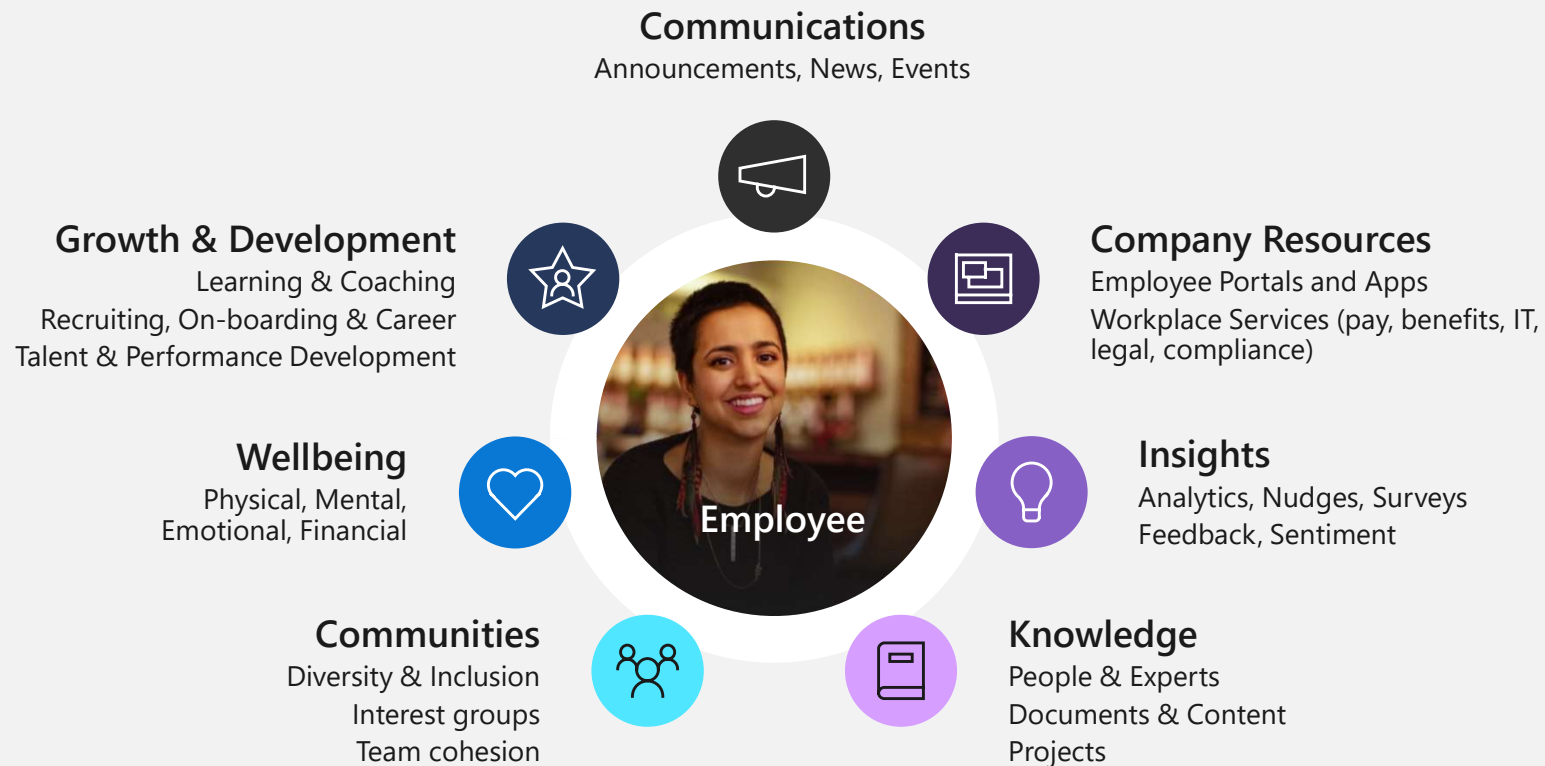 Communications
Announcements, News, Events
Growth & Development
Learning & Coaching
Recruiting, On-boarding & Career
Talent & Performance Development
Company Resources
Employee Portals and Apps
Workplace Services (pay, benefits, IT,
legal, compliance)
Wellbeing
Physical, Mental,
Emotional, Financial
Employee
Insights
Analytics, Nudges, Surveys
Feedback, Sentiment
Communities
Diversity & Inclusion
Interest groups
Team cohesion
Knowledge
People & Experts
Documents & Content
Projects